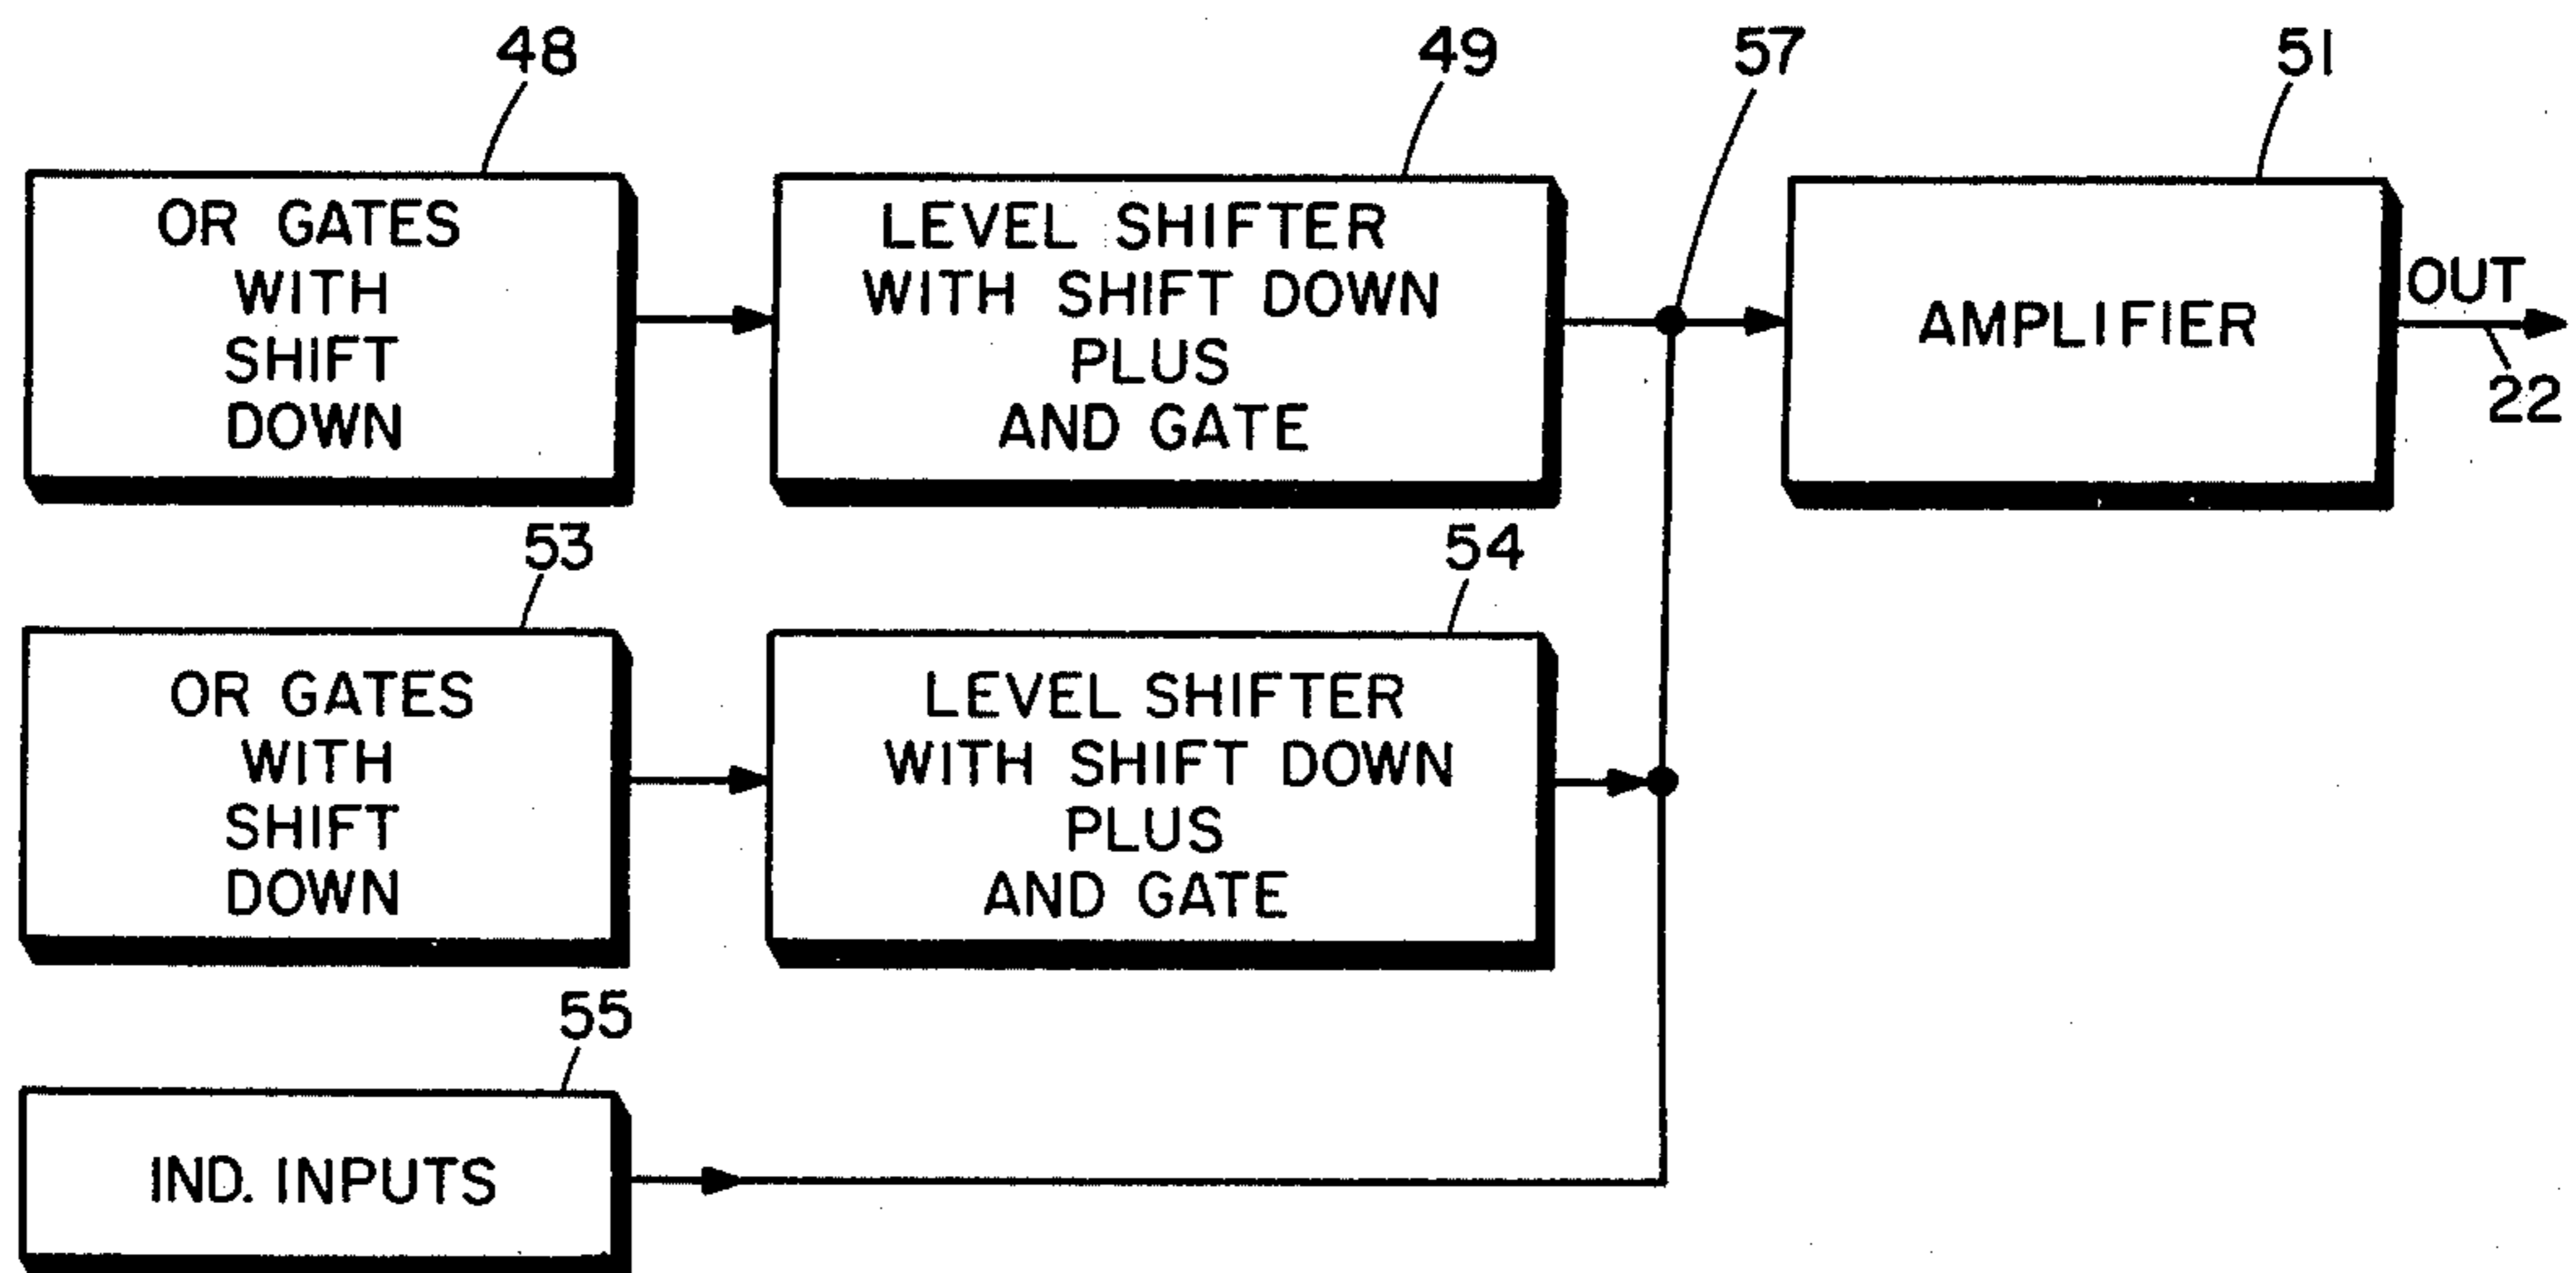 48
49
57
51
OR GATES
WITH
SHIFT
DOWN
LEVEL SHIFTER
WITH SHIFT DOWN
PLUS
AND GATE
AMPLIFIER
OUT
22
53
54
OR GATES
WITH
SHIFT
DOWN
LEVEL SHIFTER
WITH SHIFT DOWN
PLUS
AND GATE
55
IND. INPUTS